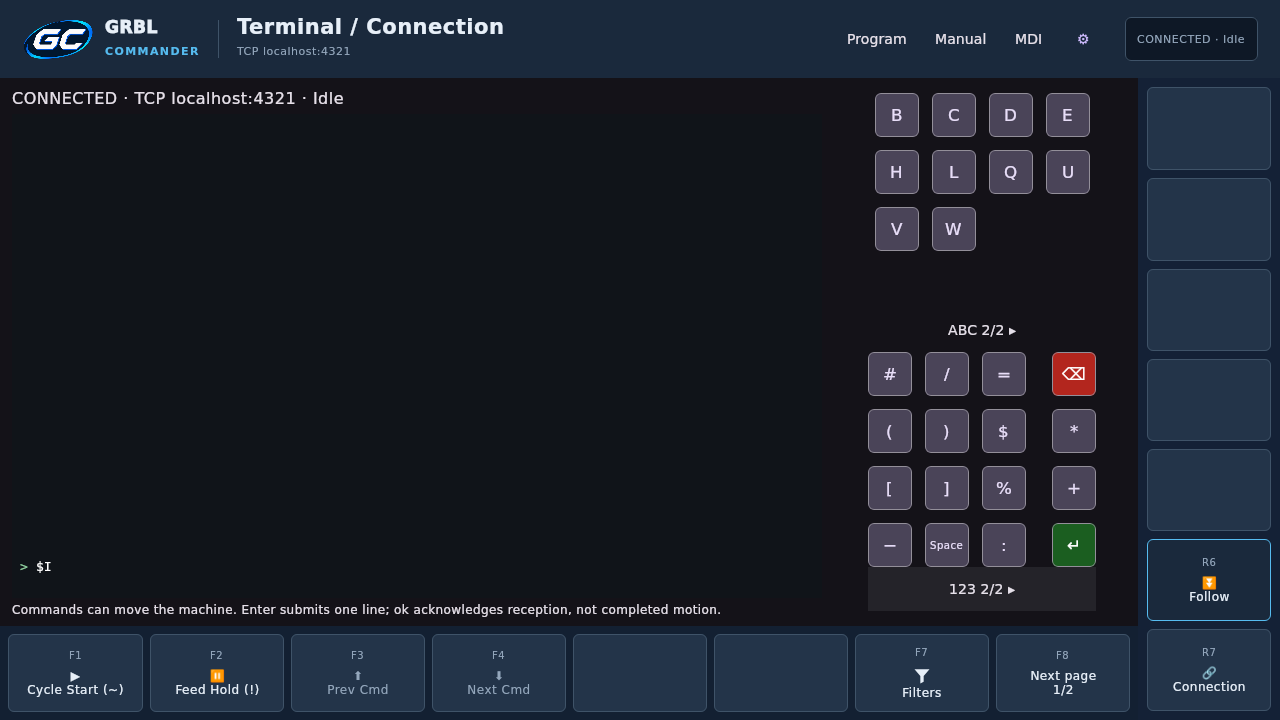 GC
GRBL
COMMANDER
Terminal / Connection
TCP localhost:4321
Program
Manual
MDI
⚙
CONNECTED · Idle
CONNECTED · TCP localhost:4321 · Idle
B C D E
H L Q U
V W
ABC 2/2 ▸
# / = ⌫
( ) $ *
[ ] % +
− Space : ↵
123 2/2 ▸
> $I
Commands can move the machine. Enter submits one line; ok acknowledges reception, not completed motion.
R6
⏬
Follow
R7
🔗
Connection
F1
▶
Cycle Start (~)
F2
⏸
Feed Hold (!)
F3
⬆
Prev Cmd
F4
⬇
Next Cmd
F7
Filters
F8
Next page
1/2